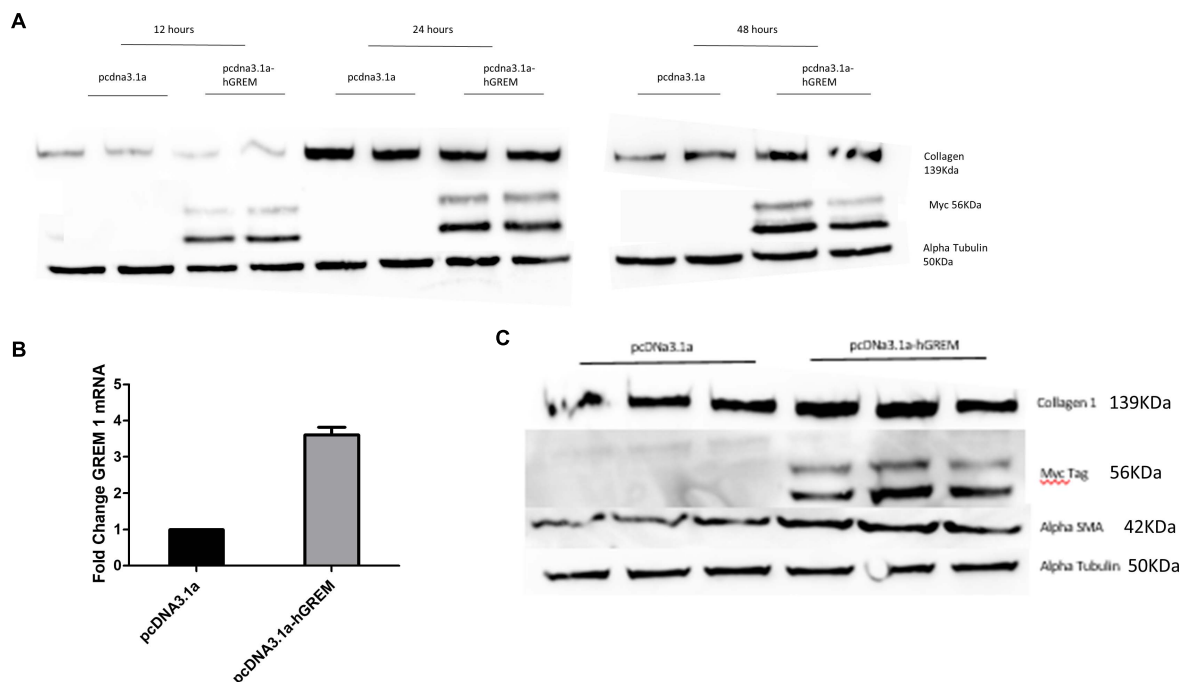 A
12 hours
24 hours
48 hours
pcdna3.1a
pcdna3.1a-
hGREM
pcdna3.1a
pcdna3.1a-
hGREM
pcdna3.1a
pcdna3.1a-
hGREM
Collagen
139Kda
Myc 56KDa
Alpha Tubulin
50KDa
B
Fold Change GREM 1 mRNA
5
4
3
2
1
0
pcDNA3.1a
pcDNA3.1a-hGREM
C
pcDNa3.1a
pcDNa3.1a-hGREM
Collagen 1 139KDa
Myc Tag 56KDa
Alpha SMA 42KDa
Alpha Tubulin 50KDa